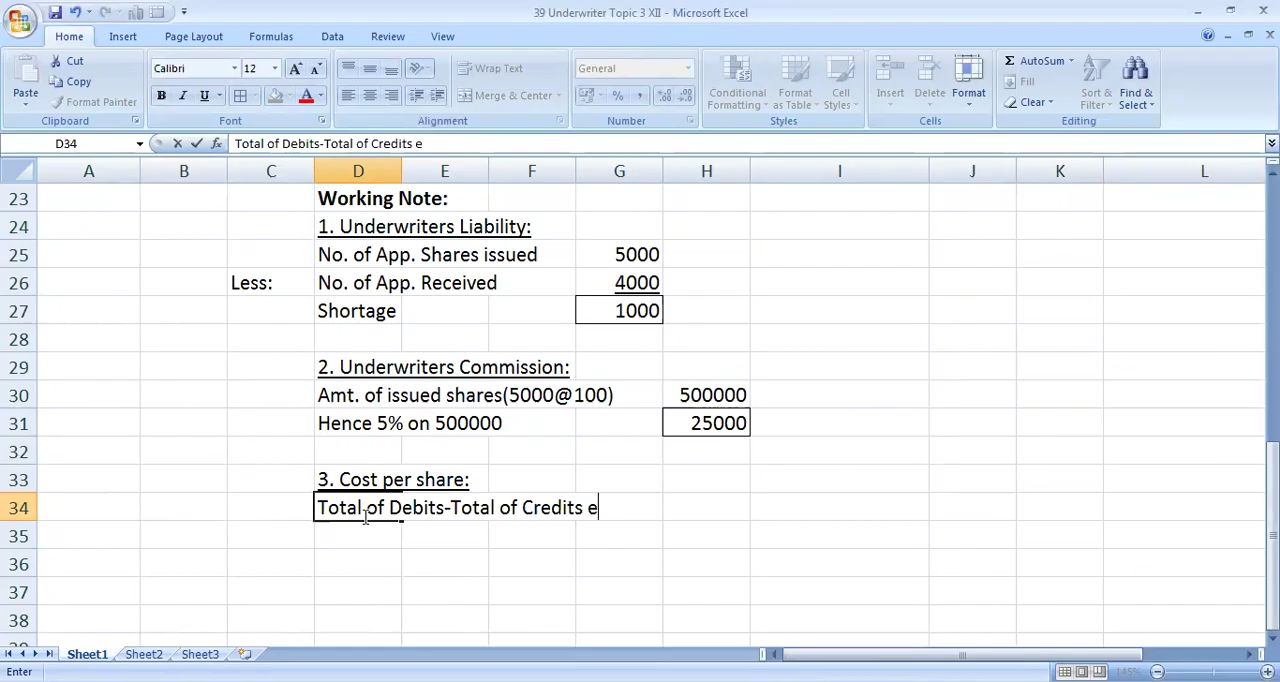 39 Underwriter Topic 3 XII - Microsoft Excel
Home Insert Page Layout Formulas Data Review View
Paste Cut Copy Format Painter Clipboard
Calibri 12 A A B I U A Font
Wrap Text Merge & Center Alignment
General % , Number
Conditional Formatting Format as Table Cell Styles Styles
Insert Delete Format Cells
Σ AutoSum Fill Clear Sort & Filter Find & Select Editing
D34 fx Total of Debits-Total of Credits e
A B C D E F G H I J K L
23 Working Note:
24 1. Underwriters Liability:
25 No. of App. Shares issued 5000
26 Less: No. of App. Received 4000
27 Shortage 1000
28
29 2. Underwriters Commission:
30 Amt. of issued shares(5000@100) 500000
31 Hence 5% on 500000 25000
32
33 3. Cost per share:
34 Total of Debits-Total of Credits e
35
36
37
38
Sheet1 Sheet2 Sheet3
Enter 145%